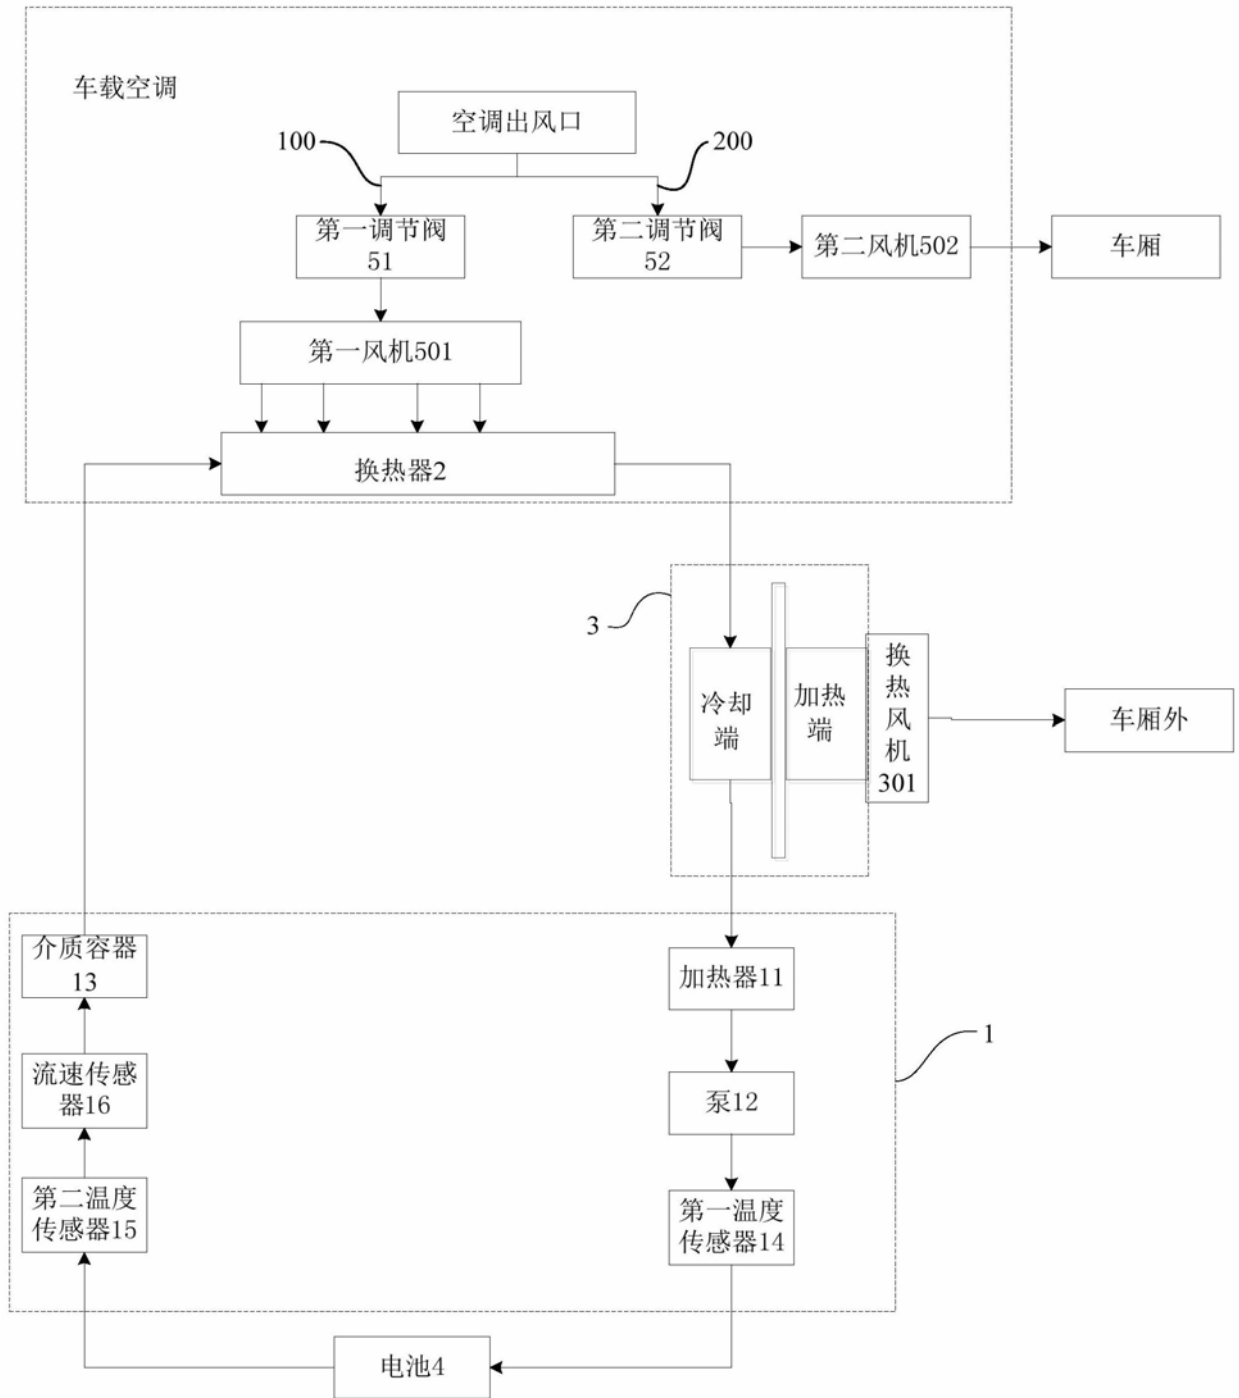 车载空调
空调出风口
100
200
第一调节阀
51
第二调节阀
52
第二风机502
车厢
第一风机501
换热器2
3
冷却
端
加热
端
换
热
风
机
301
车厢外
介质容器
13
加热器11
1
流速传感
器16
泵12
第二温度
传感器15
第一温度
传感器14
电池4